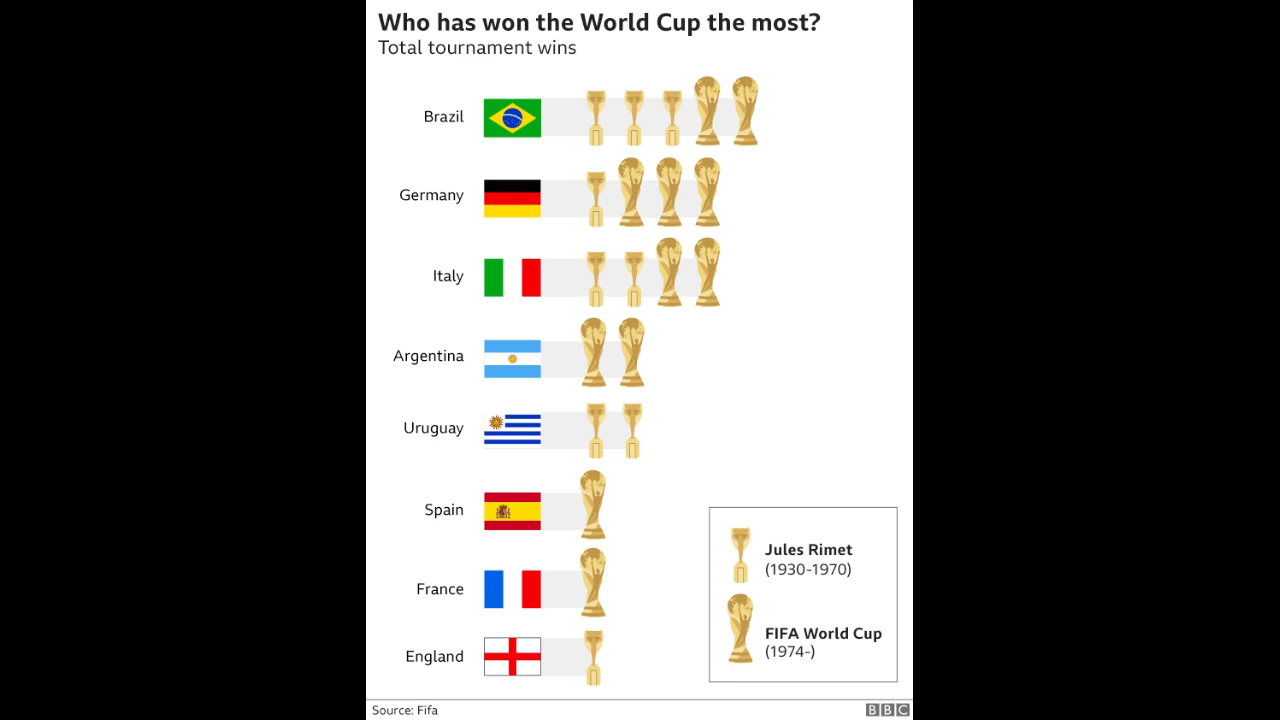 Who has won the World Cup the most?
Total tournament wins
Brazil
Germany
Italy
Argentina
Uruguay
Spain
France
England
Jules Rimet
(1930-1970)
FIFA World Cup
(1974-)
Source: Fifa
BBC